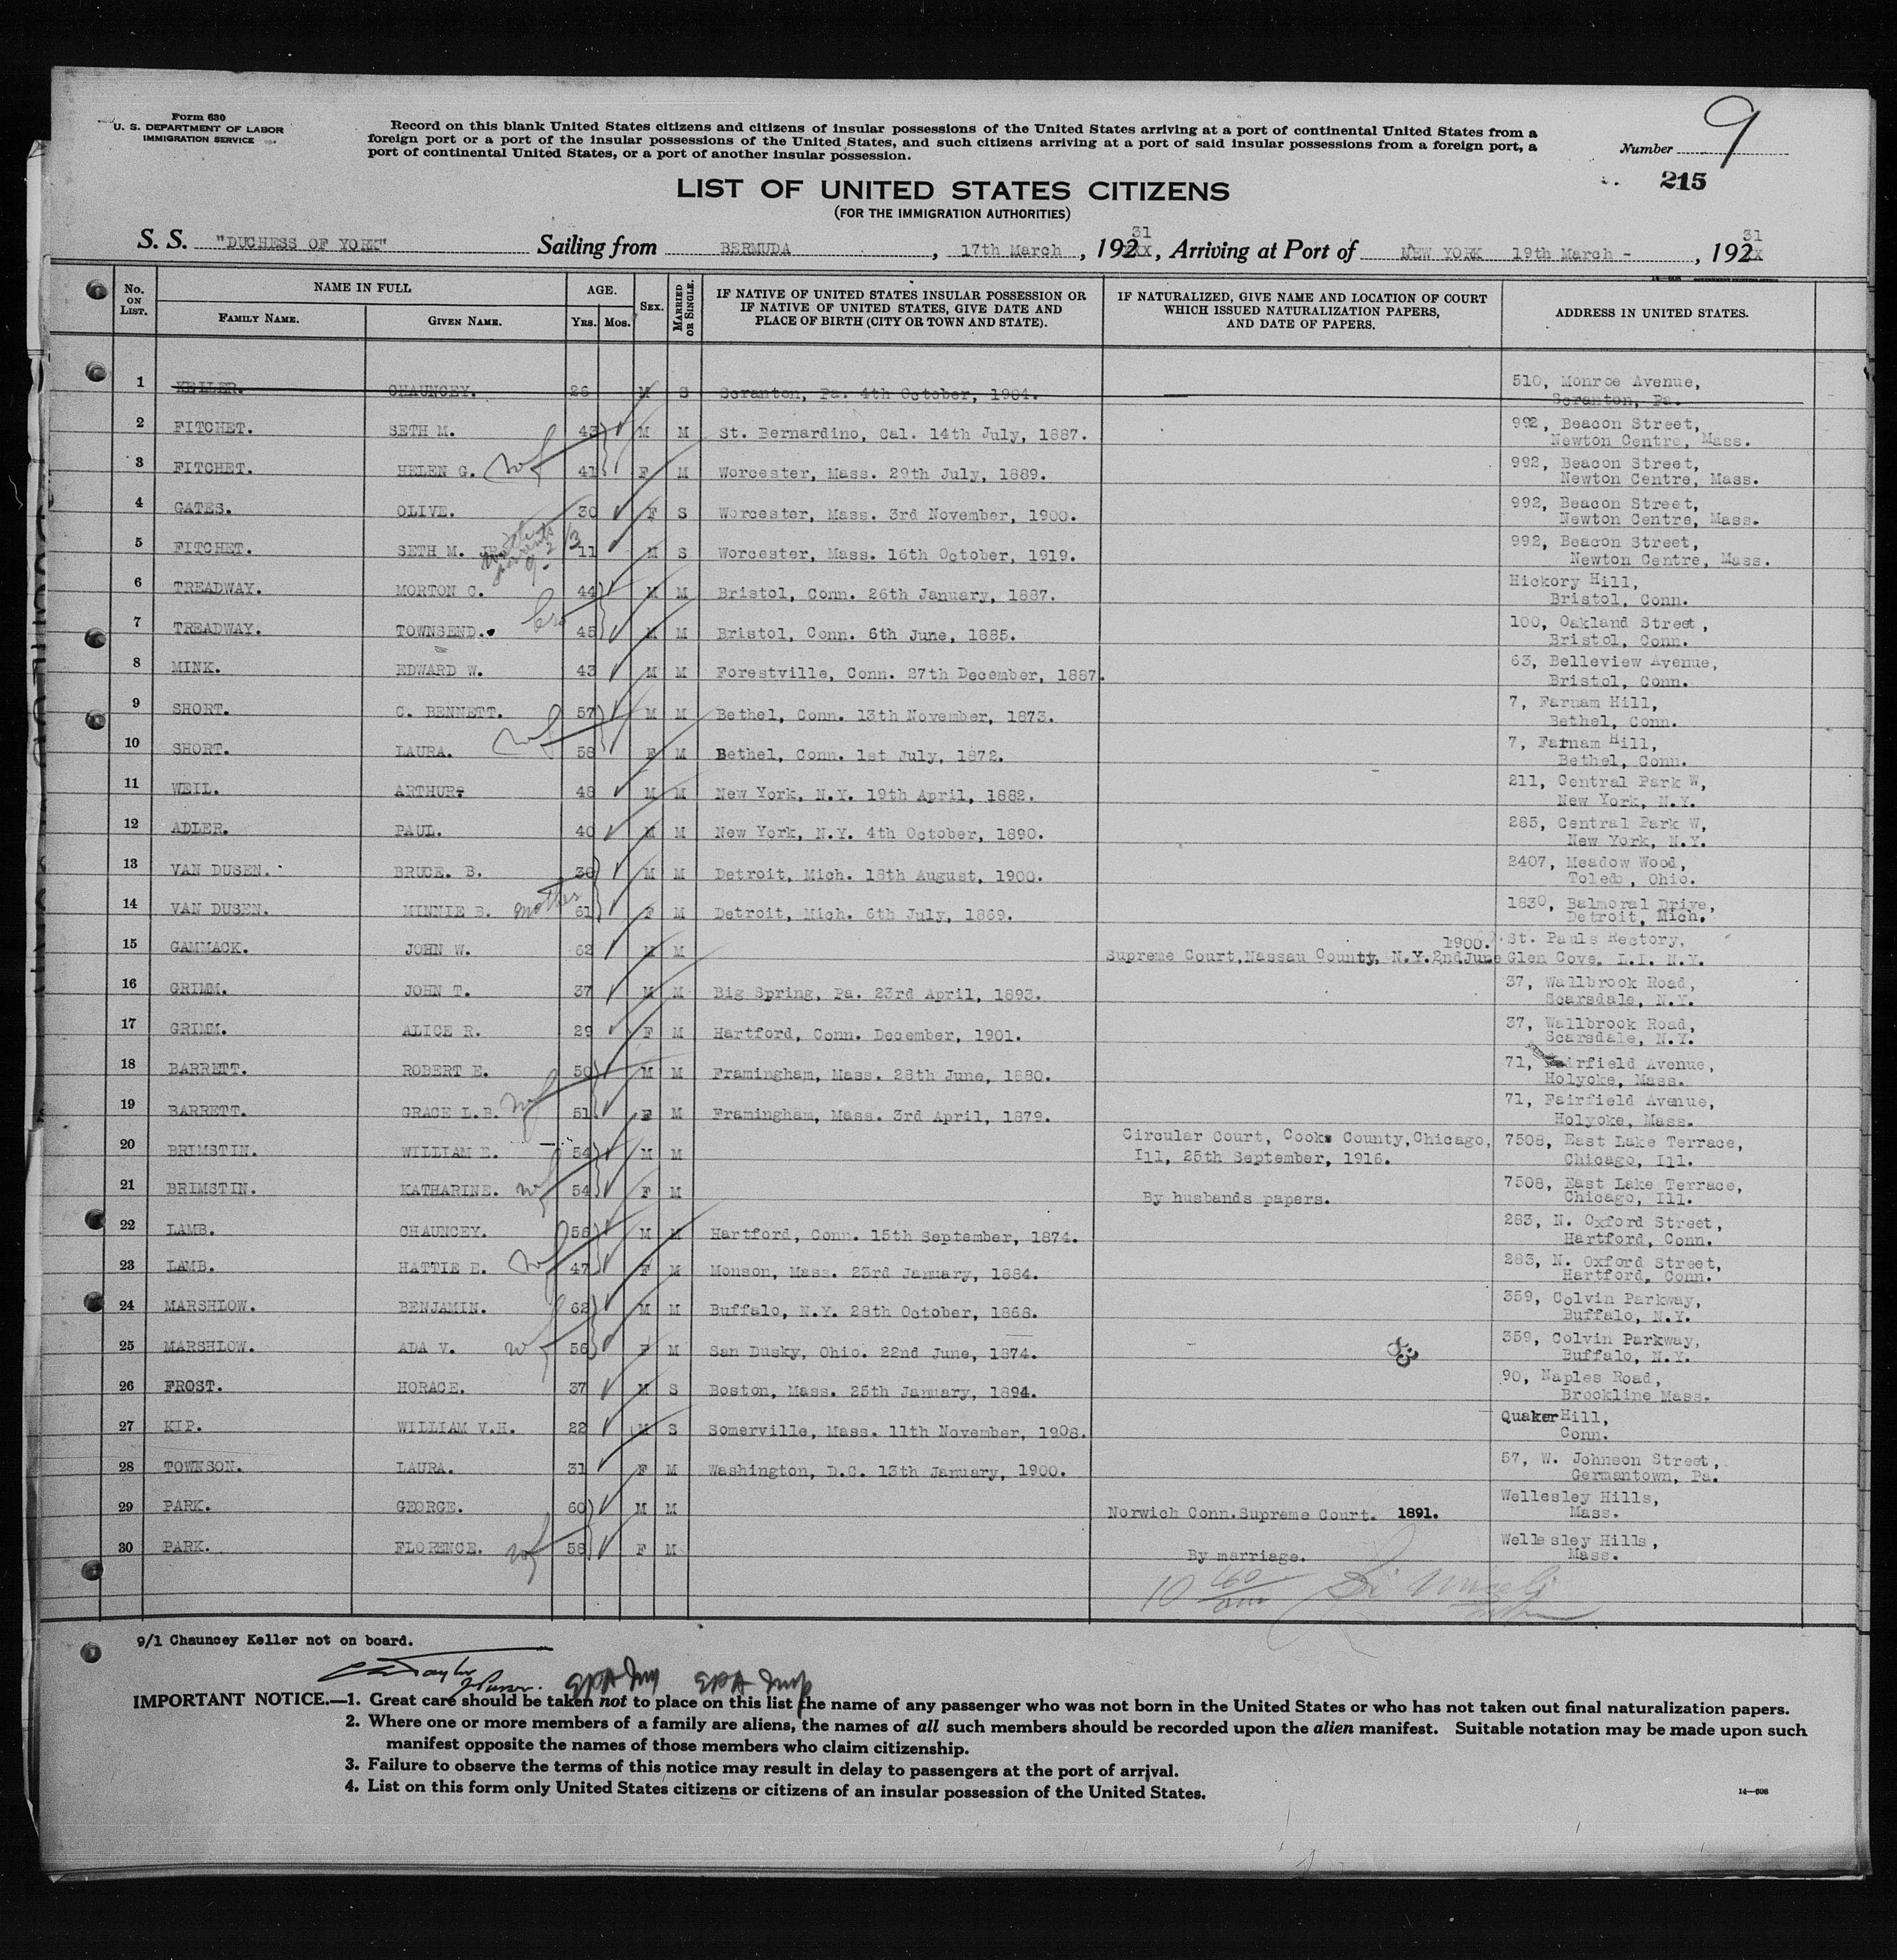 Form 630
U. S. DEPARTMENT OF LABOR
IMMIGRATION SERVICE
Record on this blank United States citizens and citizens of insular possessions of the United States arriving at a port of continental United States from a
foreign port or a port of the insular possessions of the United States, and such citizens arriving at a port of said insular possessions from a foreign port, a
port of continental United States, or a port of another insular possession.
Number 9
215
LIST OF UNITED STATES CITIZENS
(FOR THE IMMIGRATION AUTHORITIES)
S. S. "DUCHESS OF YORK" Sailing from BERMUDA, 17th March, 192XX 31, Arriving at Port of NEW YORK 19th March -, 192XX 31
No. ON LIST. NAME IN FULL FAMILY NAME. GIVEN NAME. AGE. YRS. MOS. SEX. MARRIED OR SINGLE. IF NATIVE OF UNITED STATES INSULAR POSSESSION OR IF NATIVE OF UNITED STATES, GIVE DATE AND PLACE OF BIRTH (CITY OR TOWN AND STATE). IF NATURALIZED, GIVE NAME AND LOCATION OF COURT WHICH ISSUED NATURALIZATION PAPERS, AND DATE OF PAPERS. ADDRESS IN UNITED STATES.
1 KELLER. CHAUNCEY. 26 M S Scranton, Pa. 4th October, 1904. 510, Monroe Avenue, Scranton, Pa.
2 FITCHET. SETH M. 43 M M St. Bernardino, Cal. 14th July, 1887. 992, Beacon Street, Newton Centre, Mass.
3 FITCHET. HELEN G. wf 41 F M Worcester, Mass. 29th July, 1889. 992, Beacon Street, Newton Centre, Mass.
4 GATES. OLIVE. 30 F S Worcester, Mass. 3rd November, 1900. 992, Beacon Street, Newton Centre, Mass.
5 FITCHET. SETH M. JR. 11 M S Worcester, Mass. 16th October, 1919. 992, Beacon Street, Newton Centre, Mass.
6 TREADWAY. MORTON C. 44 M M Bristol, Conn. 26th January, 1887. Hickory Hill, Bristol, Conn.
7 TREADWAY. TOWNSEND. bro 45 M M Bristol, Conn. 6th June, 1885. 100, Oakland Street, Bristol, Conn.
8 MINK. EDWARD W. 43 M M Forestville, Conn. 27th December, 1887. 63, Belleview Avenue, Bristol, Conn.
9 SHORT. C. BENNETT. 57 M M Bethel, Conn. 13th November, 1873. 7, Farnam Hill, Bethel, Conn.
10 SHORT. LAURA. wf 58 F M Bethel, Conn. 1st July, 1872. 7, Farnam Hill, Bethel, Conn.
11 WEIL. ARTHUR. 48 M M New York, N.Y. 19th April, 1882. 211, Central Park W, New York, N.Y.
12 ADLER. PAUL. 40 M M New York, N.Y. 4th October, 1890. 285, Central Park W, New York, N.Y.
13 VAN DUSEN. BRUCE. B. 30 M M Detroit, Mich. 18th August, 1900. 2407, Meadow Wood, Toledo, Ohio.
14 VAN DUSEN. MINNIE B. mother 61 F M Detroit, Mich. 6th July, 1869. 1830, Balmoral Drive, Detroit, Mich.
15 GAMMACK. JOHN W. 62 M M Supreme Court, Nassau County, N.Y. 2nd June 1900. St. Pauls Rectory, Glen Cove, L.I. N.Y.
16 GRIMM. JOHN T. 37 M M Big Spring, Pa. 23rd April, 1893. 37, Wallbrook Road, Scarsdale, N.Y.
17 GRIMM. ALICE R. 29 F M Hartford, Conn. December, 1901. 37, Wallbrook Road, Scarsdale, N.Y.
18 BARRETT. ROBERT E. 50 M M Framingham, Mass. 28th June, 1880. 71, Fairfield Avenue, Holyoke, Mass.
19 BARRETT. GRACE L.B. wf 51 F M Framingham, Mass. 3rd April, 1879. 71, Fairfield Avenue, Holyoke, Mass.
20 BRIMSTIN. WILLIAM E. 54 M M Circular Court, Cook County, Chicago, Ill, 25th September, 1916. 7508, East Lake Terrace, Chicago, Ill.
21 BRIMSTIN. KATHARINE. wf 54 F M By husbands papers. 7508, East Lake Terrace, Chicago, Ill.
22 LAMB. CHAUNCEY. 56 M M Hartford, Conn. 15th September, 1874. 283, N. Oxford Street, Hartford, Conn.
23 LAMB. HATTIE E. wf 47 F M Monson, Mass. 23rd January, 1884. 283, N. Oxford Street, Hartford, Conn.
24 MARSHLOW. BENJAMIN. 62 M M Buffalo, N.Y. 28th October, 1868. 359, Colvin Parkway, Buffalo, N.Y.
25 MARSHLOW. ADA V. wf 56 F M San Dusky, Ohio. 22nd June, 1874. 359, Colvin Parkway, Buffalo, N.Y.
26 FROST. HORACE. 37 M S Boston, Mass. 25th January, 1894. 90, Naples Road, Brookline Mass.
27 KIP. WILLIAM V.H. 22 M S Somerville, Mass. 11th November, 1908. Quaker Hill, Conn.
28 TOWNSON. LAURA. 31 F M Washington, D.C. 13th January, 1900. 57, W. Johnson Street, Germantown, Pa.
29 PARK. GEORGE. 60 M M Norwich Conn. Supreme Court. 1891. Wellesley Hills, Mass.
30 PARK. FLORENCE. wf 58 F M By marriage. Wellesley Hills, Mass.
9/1 Chauncey Keller not on board.
IMPORTANT NOTICE.—1. Great care should be taken not to place on this list the name of any passenger who was not born in the United States or who has not taken out final naturalization papers.
2. Where one or more members of a family are aliens, the names of all such members should be recorded upon the alien manifest. Suitable notation may be made upon such
manifest opposite the names of those members who claim citizenship.
3. Failure to observe the terms of this notice may result in delay to passengers at the port of arrival.
4. List on this form only United States citizens or citizens of an insular possession of the United States.
14—608